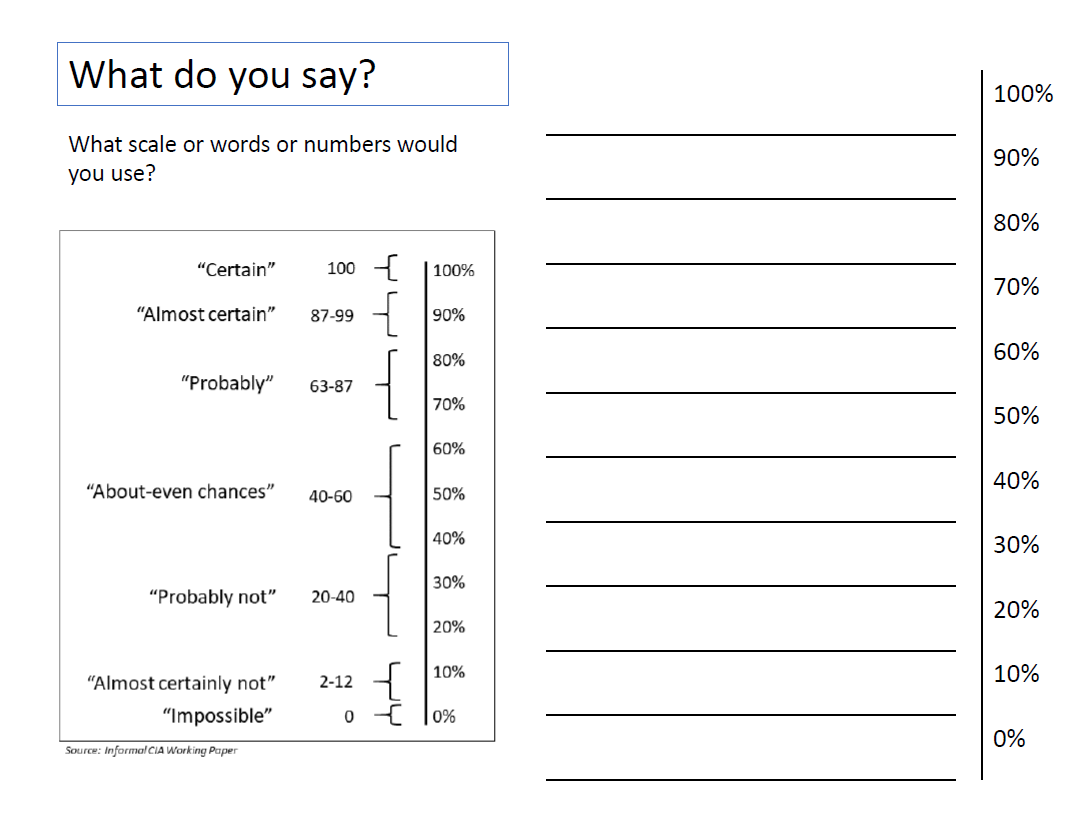 What do you say?
What scale or words or numbers would
you use?
“Certain” 100 100%
“Almost certain” 87-99 90%
80%
“Probably” 63-87
70%
60%
“About-even chances” 40-60 50%
40%
30%
“Probably not” 20-40
20%
10%
“Almost certainly not” 2-12
“Impossible” 0 0%
Source: Informal CIA Working Paper
100%
90%
80%
70%
60%
50%
40%
30%
20%
10%
0%